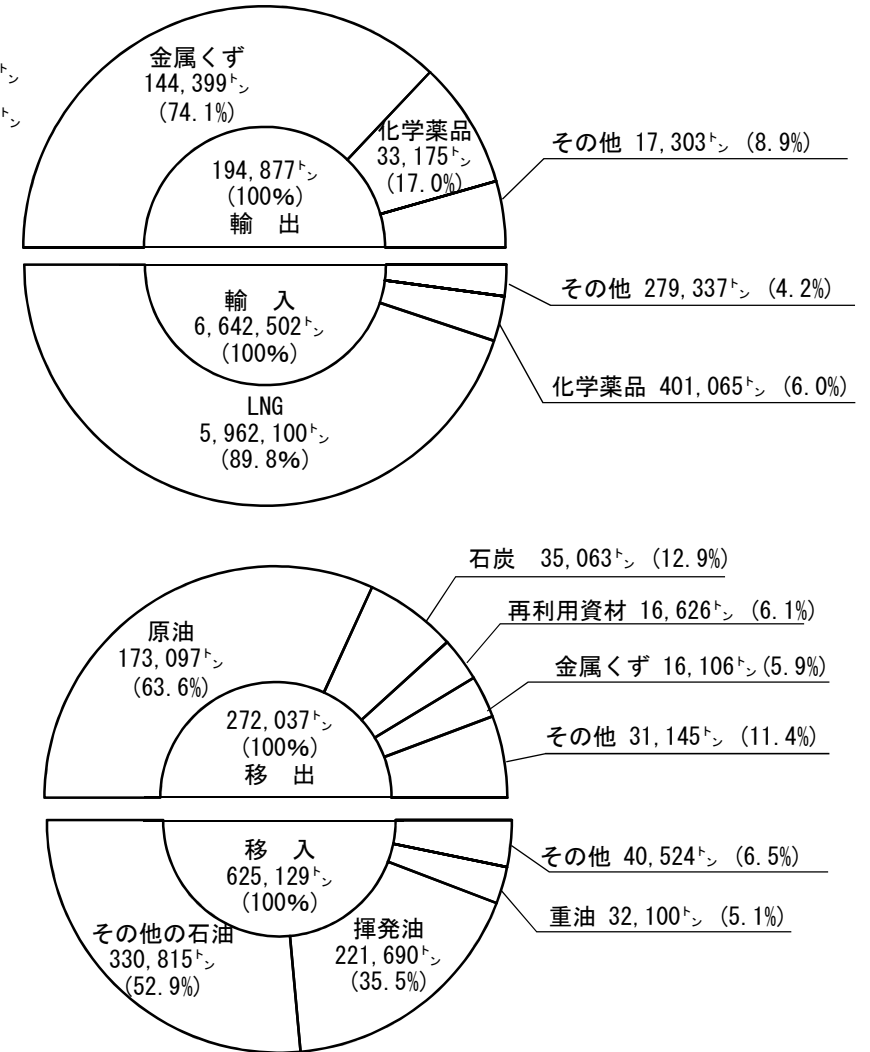 トン
トン
金属くず
144,399トン
(74.1%)
化学薬品
33,175トン
(17.0%)
その他 17,303トン (8.9%)
194,877トン
(100%)
輸 出
輸 入
6,642,502トン
(100%)
その他 279,337トン (4.2%)
化学薬品 401,065トン (6.0%)
LNG
5,962,100トン
(89.8%)
石炭 35,063トン (12.9%)
再利用資材 16,626トン (6.1%)
原油
173,097トン
(63.6%)
金属くず 16,106トン (5.9%)
272,037トン
(100%)
移 出
その他 31,145トン (11.4%)
移 入
625,129トン
(100%)
その他 40,524トン (6.5%)
重油 32,100トン (5.1%)
その他の石油
330,815トン
(52.9%)
揮発油
221,690トン
(35.5%)